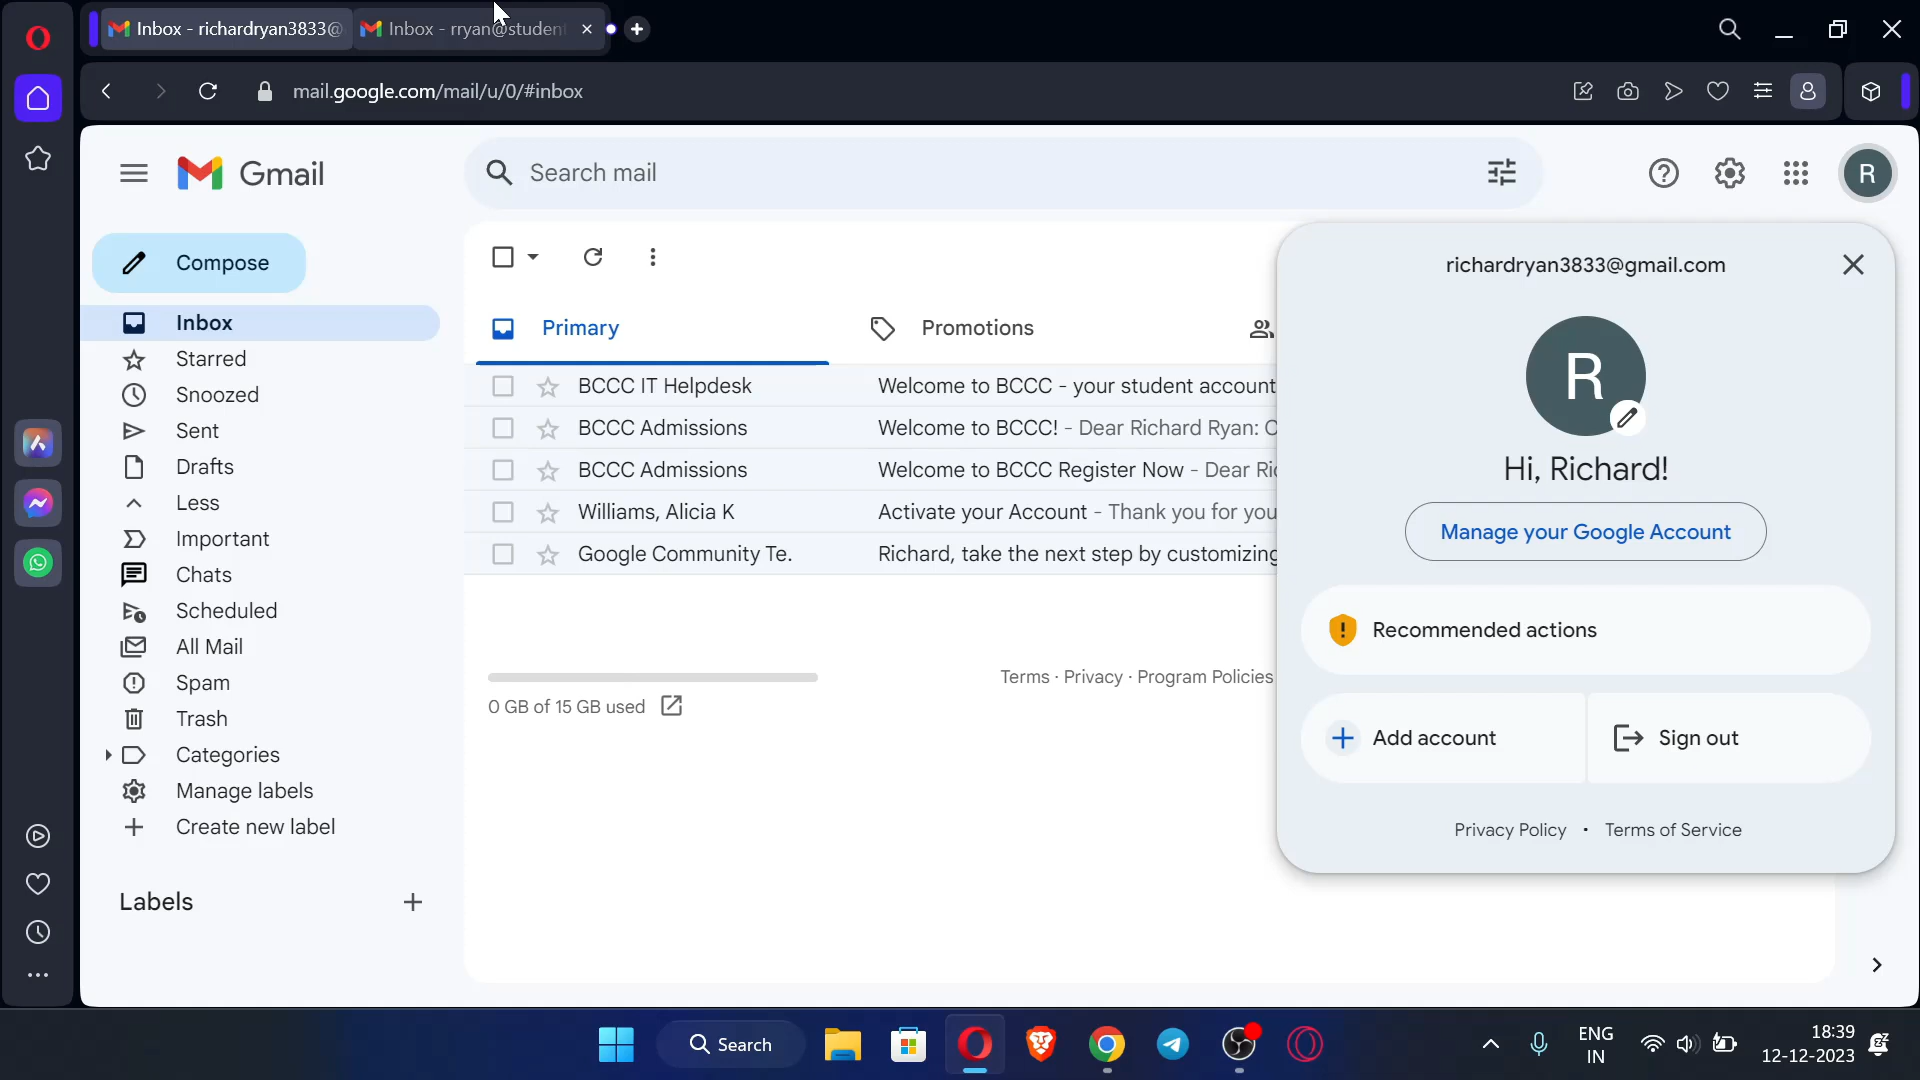 Inbox - richardryan3833@
Inbox - rryan@student
mail.google.com/mail/u/0/#inbox
Gmail
Search mail
R
Compose
Inbox
Starred
Snoozed
Sent
Drafts
Less
Important
Chats
Scheduled
All Mail
Spam
Trash
Categories
Manage labels
Create new label
Labels
Primary
Promotions
BCCC IT Helpdesk Welcome to BCCC - your student account
BCCC Admissions Welcome to BCCC! - Dear Richard Ryan: C
BCCC Admissions Welcome to BCCC Register Now - Dear Ric
Williams, Alicia K Activate your Account - Thank you for you
Google Community Te. Richard, take the next step by customizing
0 GB of 15 GB used
Terms · Privacy · Program Policies
richardryan3833@gmail.com
R
Hi, Richard!
Manage your Google Account
Recommended actions
Add account
Sign out
Privacy Policy • Terms of Service
Search
ENG
IN
18:39
12-12-2023